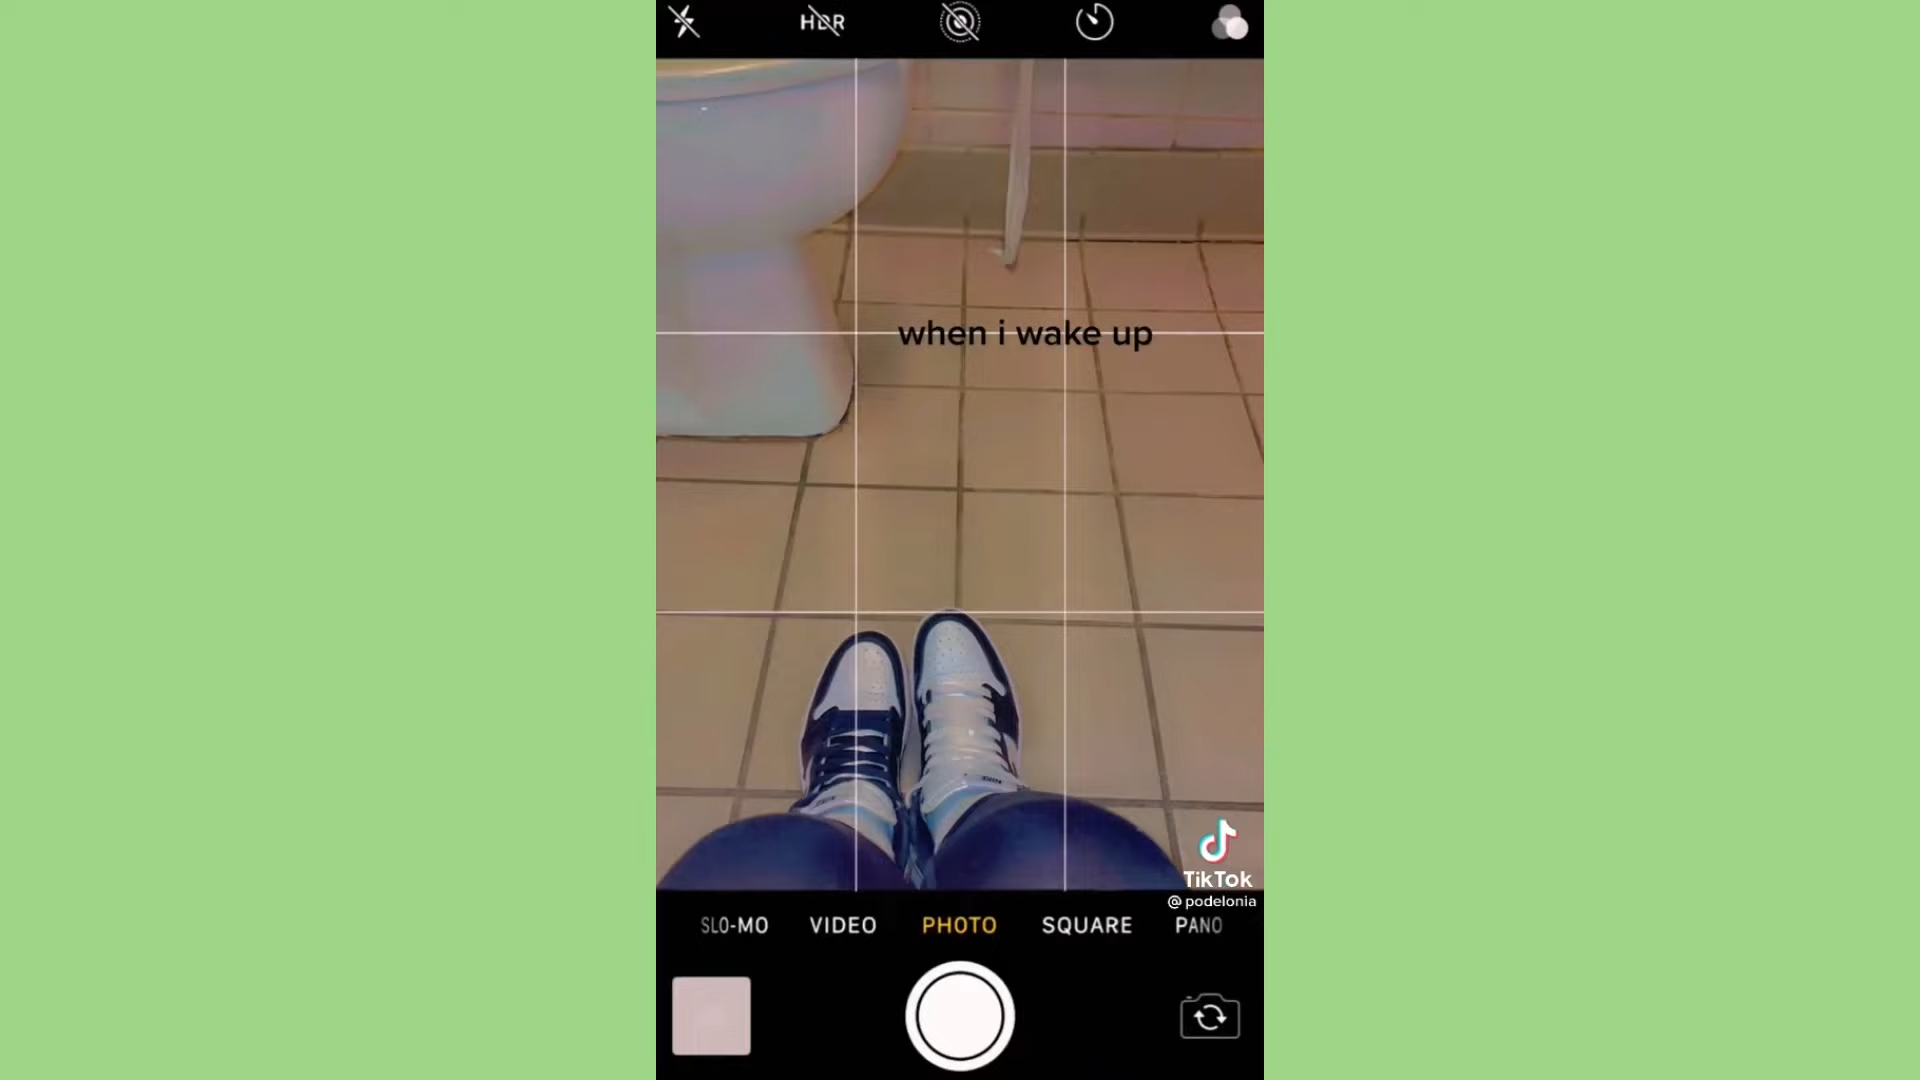 HDR
when i wake up
TikTok
@podelonia
SLO-MO VIDEO PHOTO SQUARE PANO